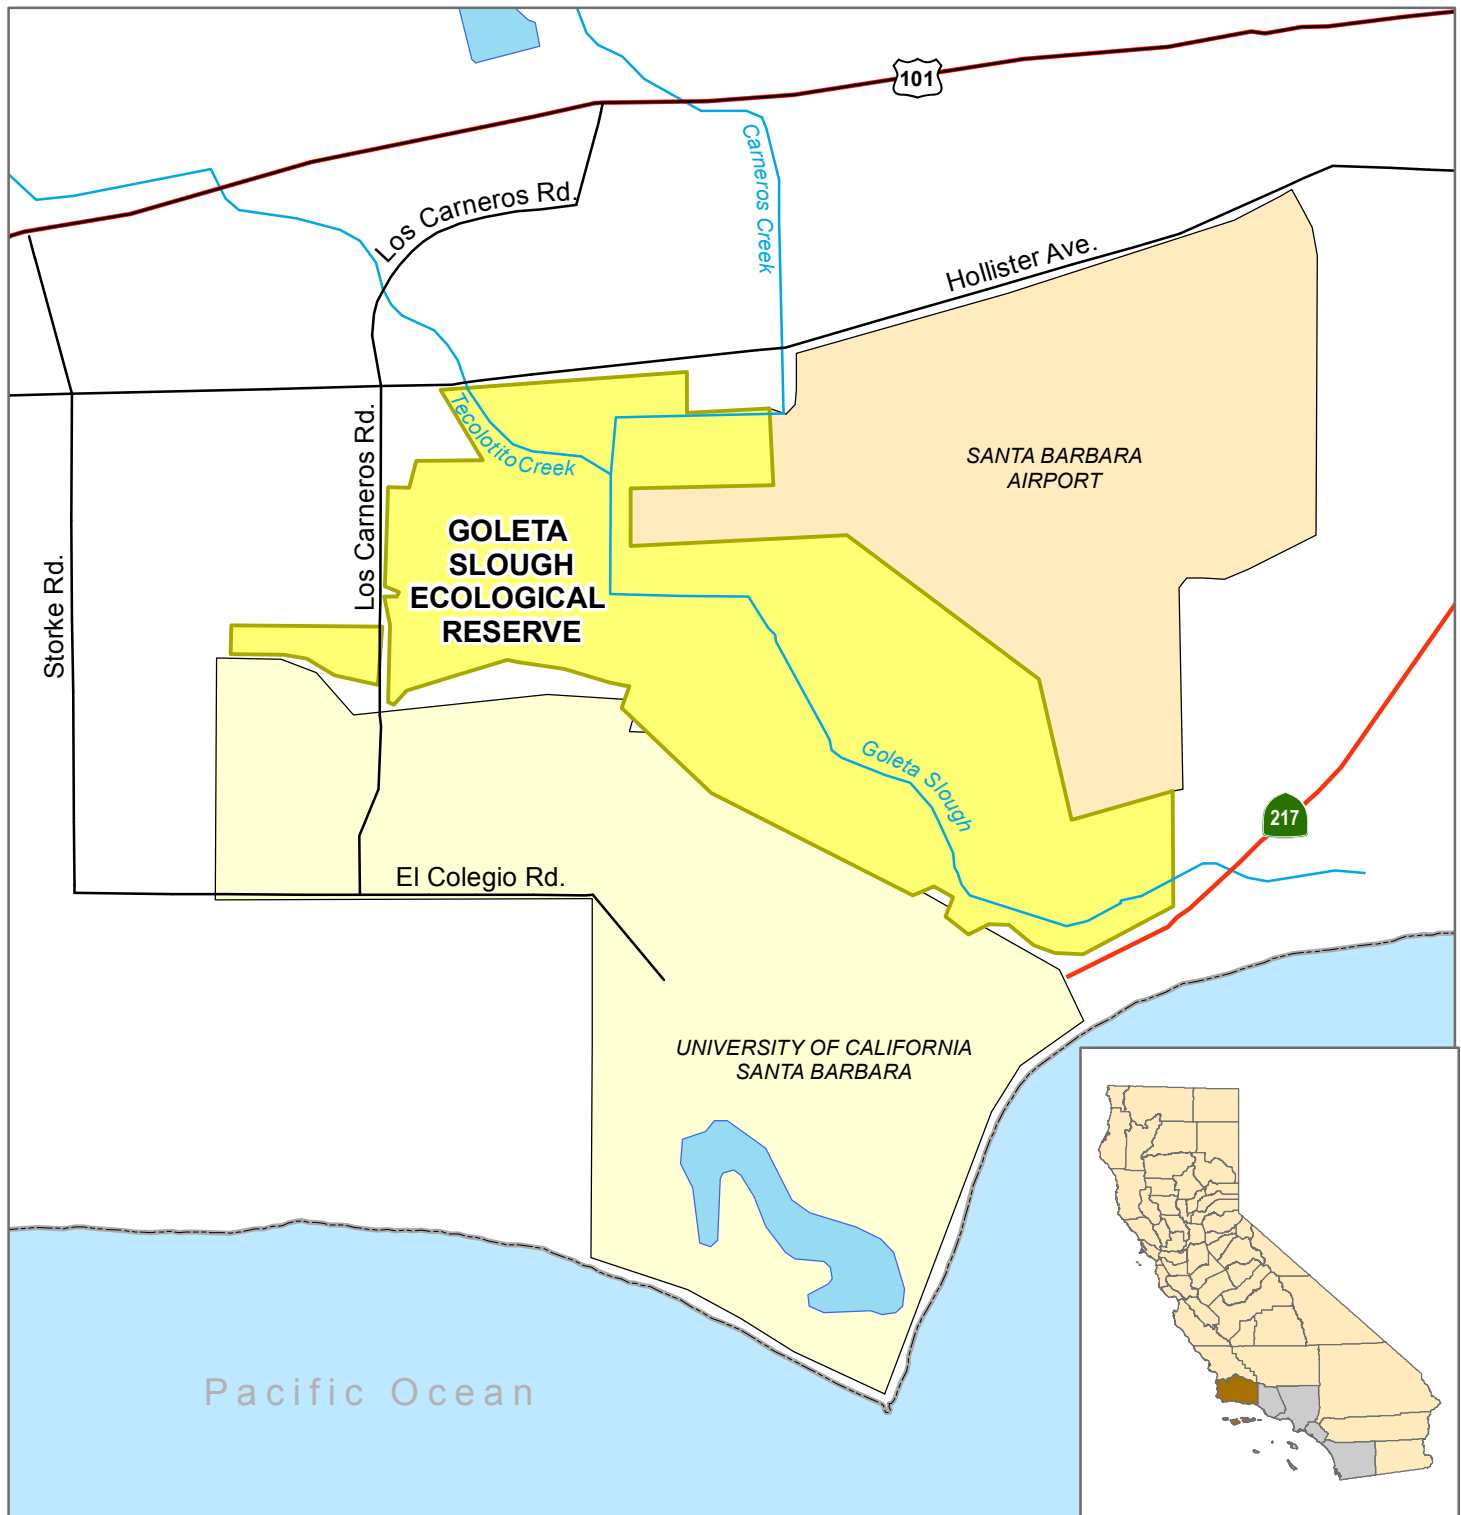 101
Carneros Creek
Los Carneros Rd.
Hollister Ave.
Tecolotito Creek
Los Carneros Rd.
SANTA BARBARA
AIRPORT
GOLETA
SLOUGH
ECOLOGICAL
RESERVE
Storke Rd.
Goleta Slough
217
El Colegio Rd.
UNIVERSITY OF CALIFORNIA
SANTA BARBARA
Pacific Ocean